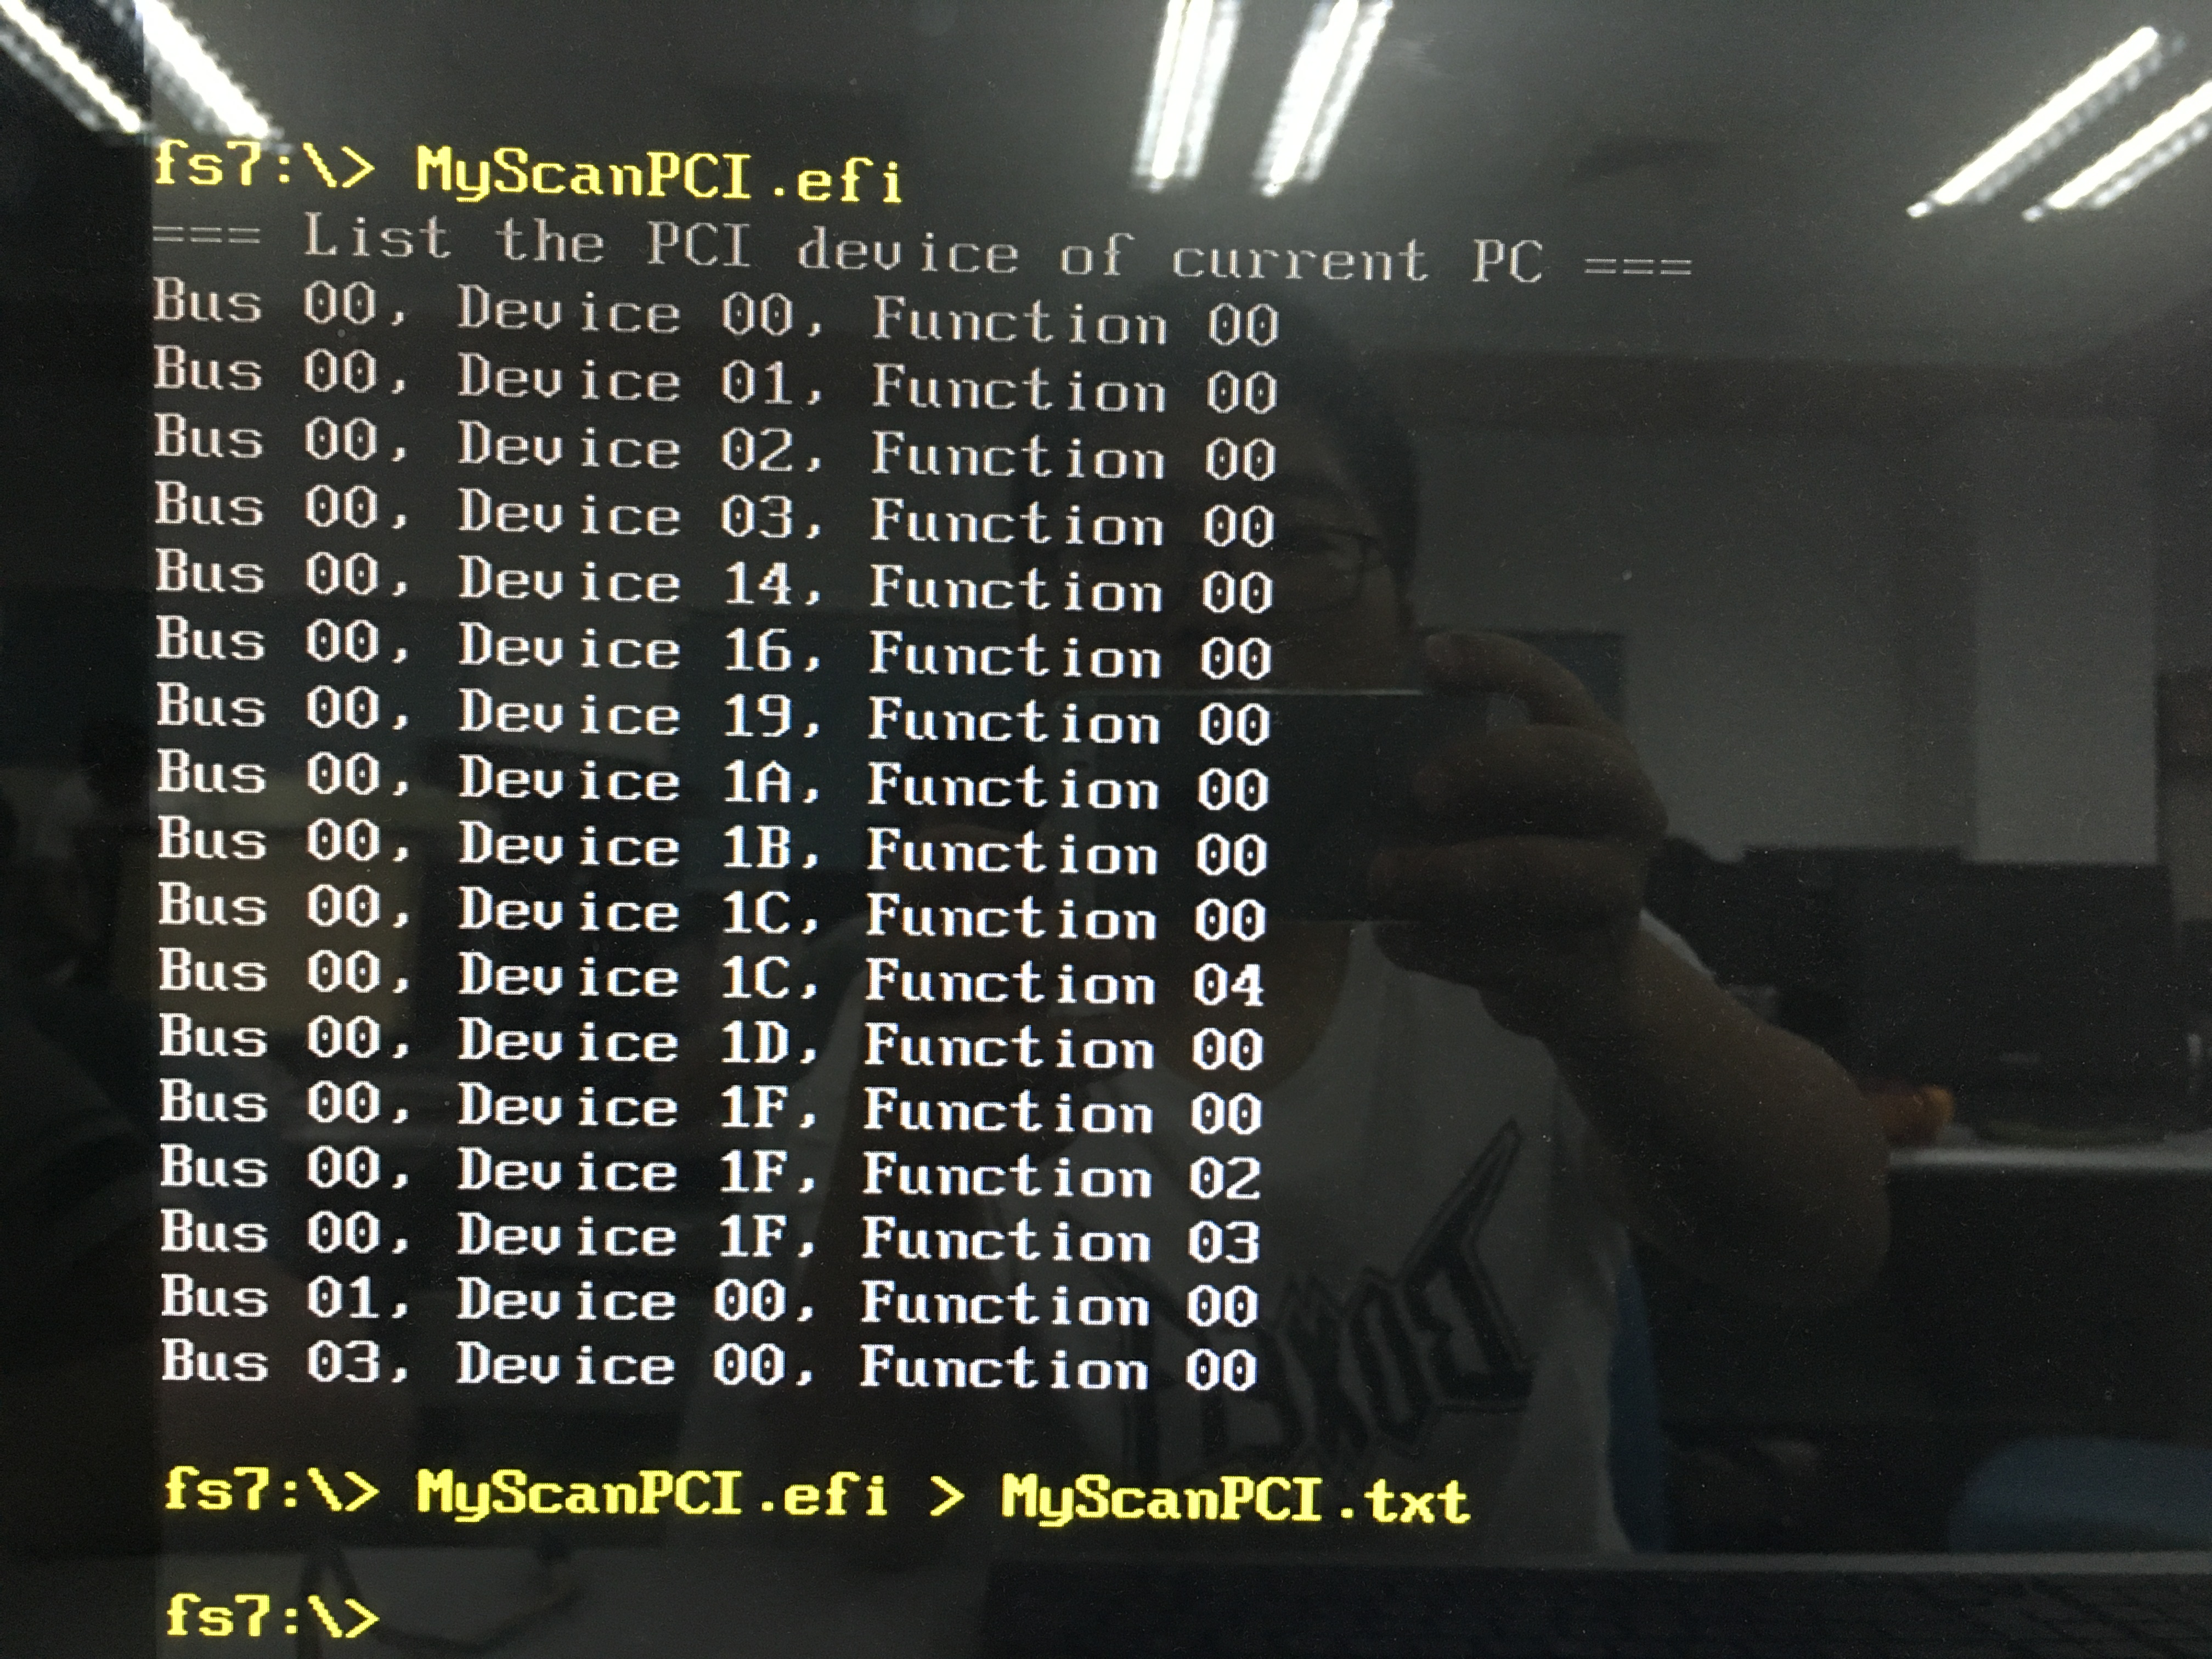 fs7:\> MyScanPCI.efi
=== List the PCI device of current PC ===
Bus 00, Device 00, Function 00
Bus 00, Device 01, Function 00
Bus 00, Device 02, Function 00
Bus 00, Device 03, Function 00
Bus 00, Device 14, Function 00
Bus 00, Device 16, Function 00
Bus 00, Device 19, Function 00
Bus 00, Device 1A, Function 00
Bus 00, Device 1B, Function 00
Bus 00, Device 1C, Function 00
Bus 00, Device 1C, Function 04
Bus 00, Device 1D, Function 00
Bus 00, Device 1F, Function 00
Bus 00, Device 1F, Function 02
Bus 00, Device 1F, Function 03
Bus 01, Device 00, Function 00
Bus 03, Device 00, Function 00
fs7:\> MyScanPCI.efi > MyScanPCI.txt
fs7:\>